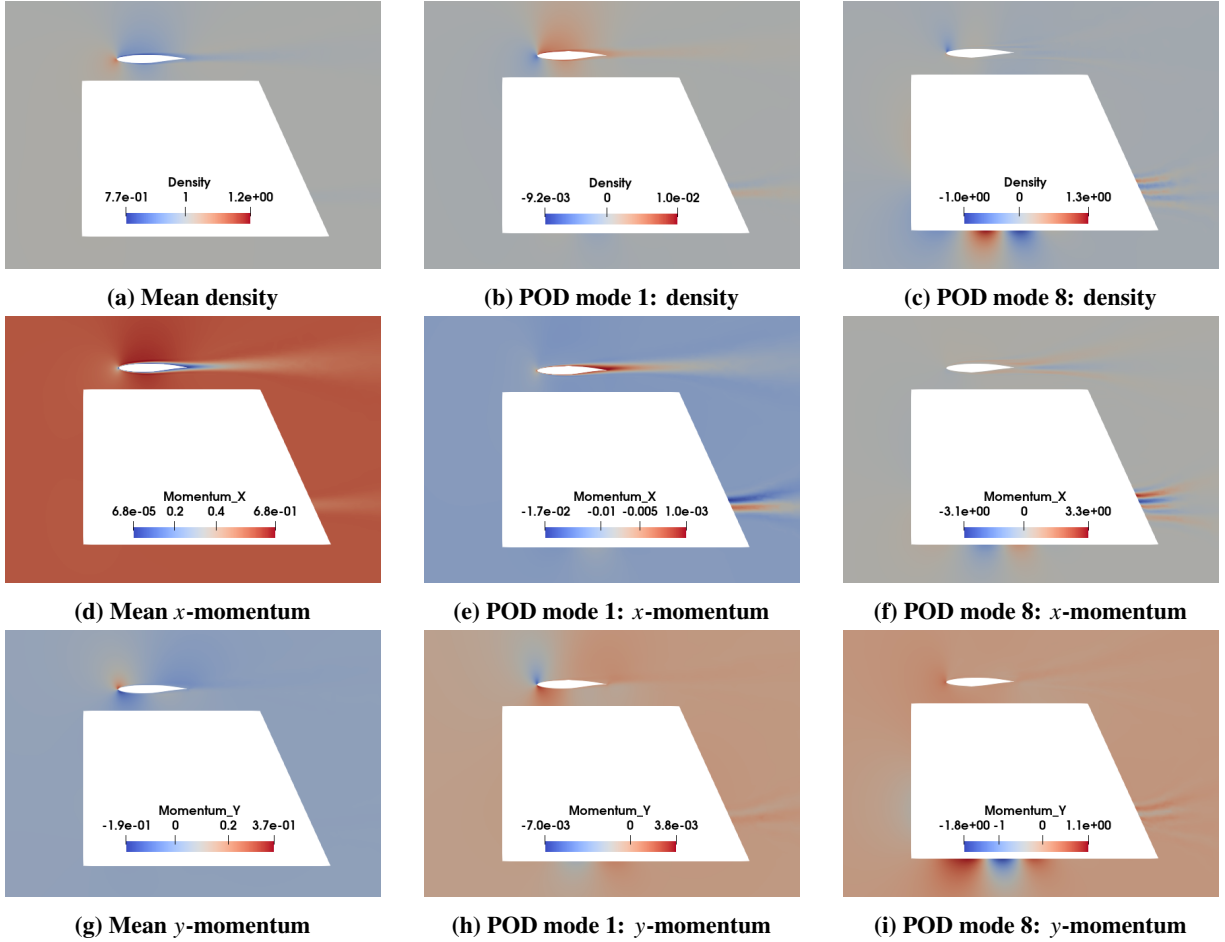 Density
7.7e-01 1 1.2e+00
Density
-9.2e-03 0 1.0e-02
Density
-1.0e+00 0 1.3e+00
(a) Mean density
(b) POD mode 1: density
(c) POD mode 8: density
Momentum_X
6.8e-05 0.2 0.4 6.8e-01
Momentum_X
-1.7e-02 -0.01 -0.005 1.0e-03
Momentum_X
-3.1e+00 0 3.3e+00
(d) Mean x-momentum
(e) POD mode 1: x-momentum
(f) POD mode 8: x-momentum
Momentum_Y
-1.9e-01 0 0.2 3.7e-01
Momentum_Y
-7.0e-03 0 3.8e-03
Momentum_Y
-1.8e+00 -1 0 1.1e+00
(g) Mean y-momentum
(h) POD mode 1: y-momentum
(i) POD mode 8: y-momentum